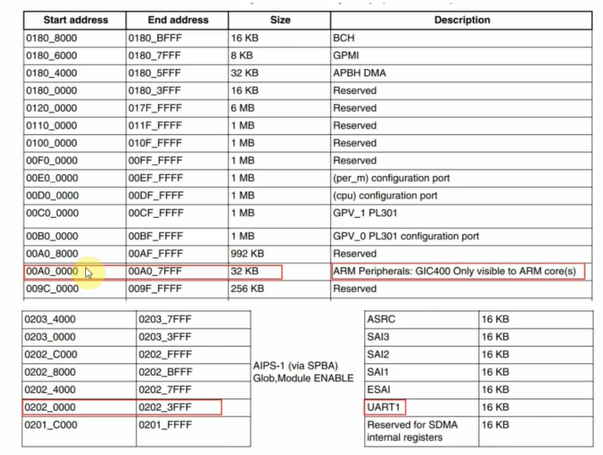 Start address End address Size Description
0180_8000 0180_BFFF 16 KB BCH
0180_6000 0180_7FFF 8 KB GPMI
0180_4000 0180_5FFF 32 KB APBH DMA
0180_0000 0180_3FFF 16 KB Reserved
0120_0000 017F_FFFF 6 MB Reserved
0110_0000 011F_FFFF 1 MB Reserved
0100_0000 010F_FFFF 1 MB Reserved
00F0_0000 00FF_FFFF 1 MB Reserved
00E0_0000 00EF_FFFF 1 MB (per_m) configuration port
00D0_0000 00DF_FFFF 1 MB (cpu) configuration port
00C0_0000 00CF_FFFF 1 MB GPV_1 PL301
00B0_0000 00BF_FFFF 1 MB GPV_0 PL301 configuration port
00A0_8000 00AF_FFFF 992 KB Reserved
00A0_0000 00A0_7FFF 32 KB ARM Peripherals: GIC400 Only visible to ARM core(s)
009C_0000 009F_FFFF 256 KB Reserved
0203_4000 0203_7FFF ASRC 16 KB
0203_0000 0203_3FFF SAI3 16 KB
0202_C000 0202_FFFF SAI2 16 KB
AIPS-1 (via SPBA)
0202_8000 0202_BFFF SAI1 16 KB
Glob,Module ENABLE
0202_4000 0202_7FFF ESAI 16 KB
0202_0000 0202_3FFF UART1 16 KB
0201_C000 0201_FFFF Reserved for SDMA 16 KB
internal registers